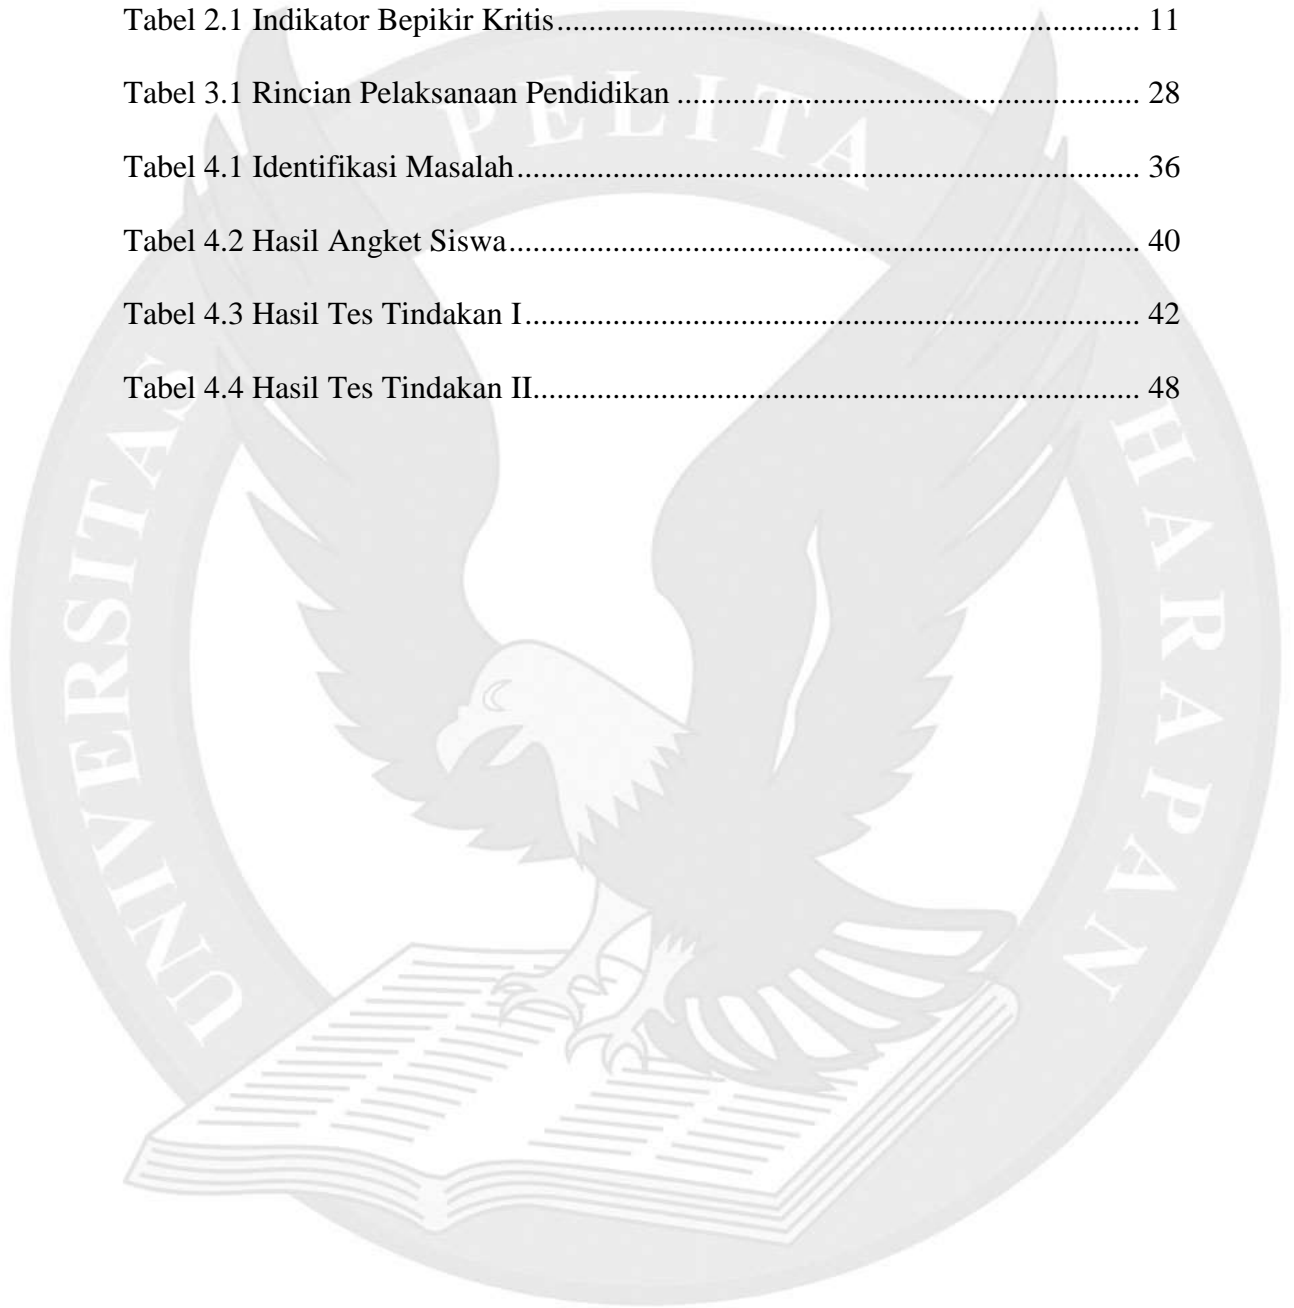 Tabel 2.1 Indikator Bepikir Kritis.......................................................................... 11
Tabel 3.1 Rincian Pelaksanaan Pendidikan .......................................................... 28
Tabel 4.1 Identifikasi Masalah............................................................................... 36
Tabel 4.2 Hasil Angket Siswa................................................................................ 40
Tabel 4.3 Hasil Tes Tindakan I.............................................................................. 42
Tabel 4.4 Hasil Tes Tindakan II............................................................................. 48
UNIVERSITAS PELITA HARAPAN